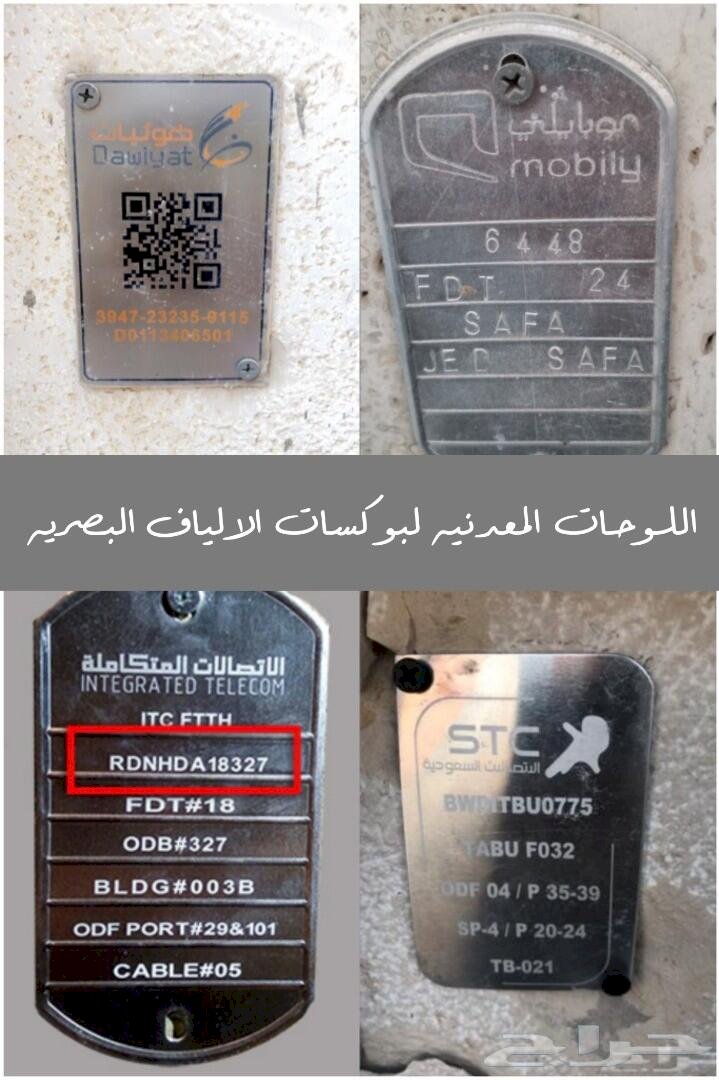 ضوئيات
Dawiyat
3947-23235-9115
D0113406501
موبايلي
mobily
6448
FDT 24
SAFA
JED SAFA
اللوحات المعدنيه لبوكسات الالياف البصريه
الاتصالات المتكاملة
INTEGRATED TELECOM
ITC FTTH
RDNHDA18327
FDT#18
ODB#327
BLDG#003B
ODF PORT#29&101
CABLE#05
STC
الاتصالات السعودية
TABU F032
ODF 04 / P 35-39
SP-4 / P 20-24
TB-021
حراج